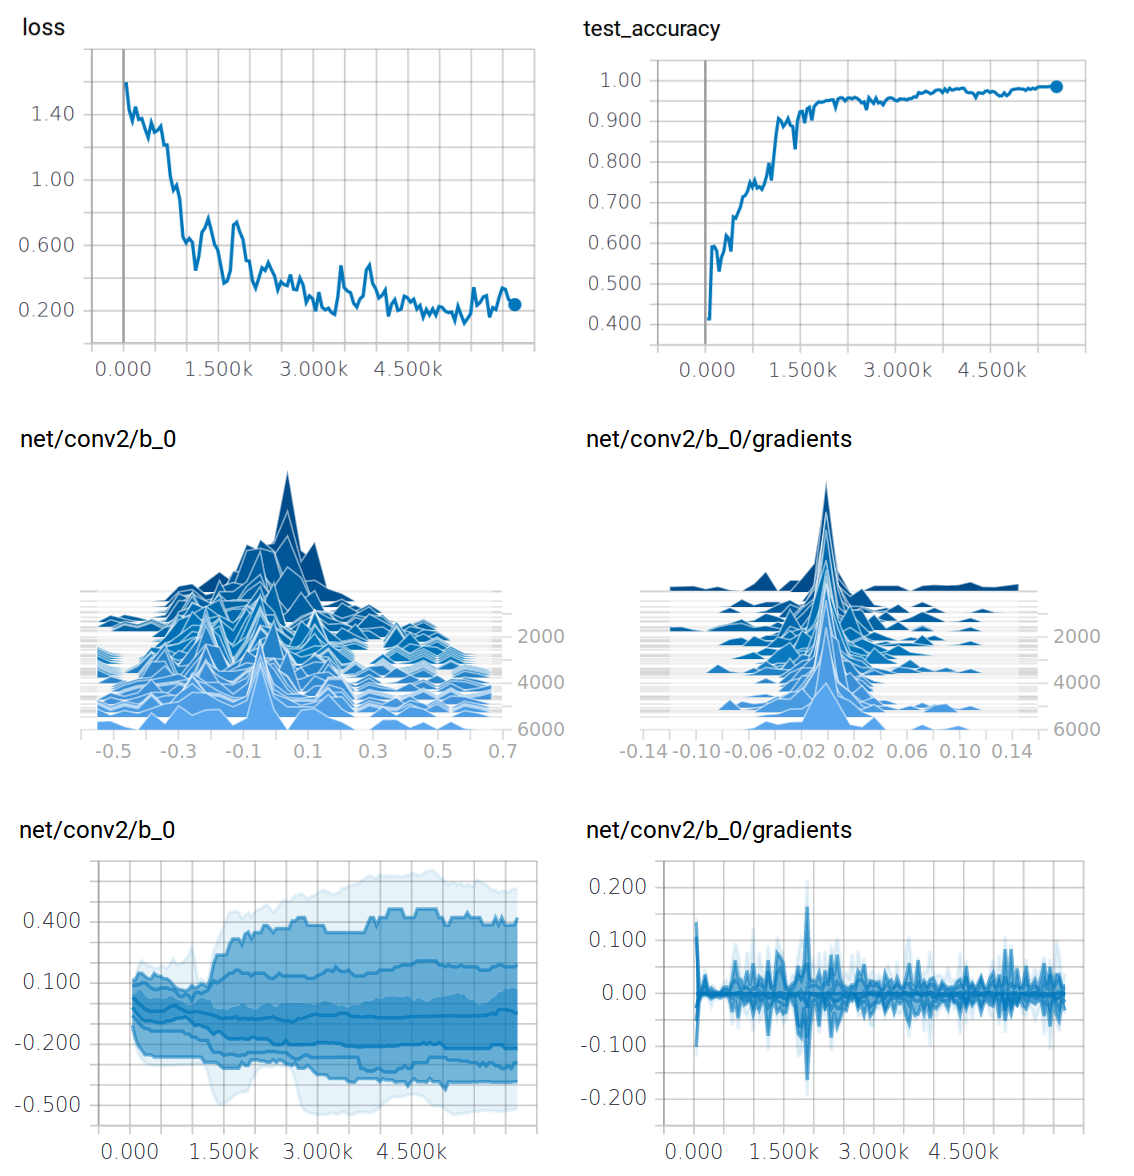 loss
test_accuracy
1.40
1.00
0.600
0.200
0.000 1.500k 3.000k 4.500k
1.00
0.900
0.800
0.700
0.600
0.500
0.400
0.000 1.500k 3.000k 4.500k
net/conv2/b_0
net/conv2/b_0/gradients
2000
4000
6000
-0.5 -0.3 -0.1 0.1 0.3 0.5 0.7
2000
4000
6000
-0.14 -0.10 -0.06 -0.02 0.02 0.06 0.10 0.14
net/conv2/b_0
net/conv2/b_0/gradients
0.400
0.100
-0.200
-0.500
0.000 1.500k 3.000k 4.500k
0.200
0.100
0.00
-0.100
-0.200
0.000 1.500k 3.000k 4.500k